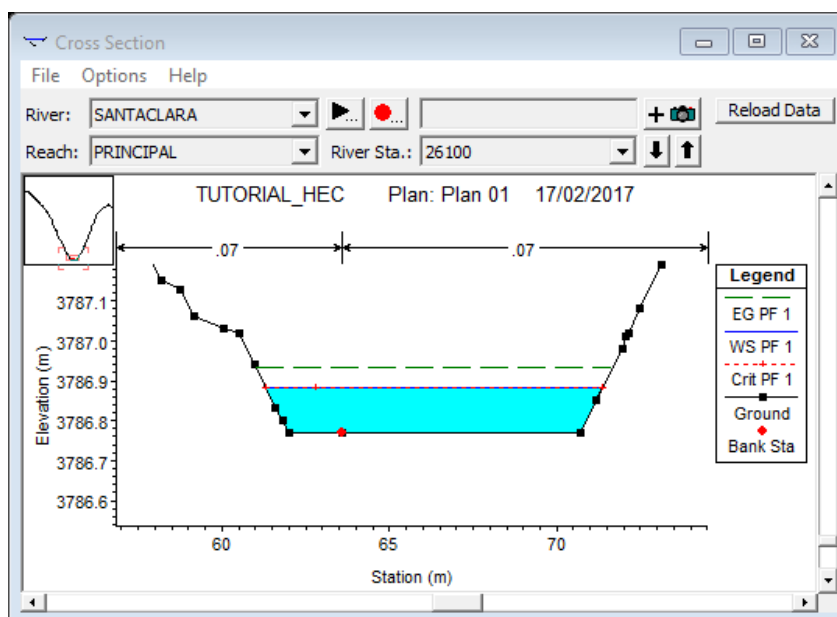 Cross Section
File Options Help
River: SANTACLARA ... ... Reload Data
Reach: PRINCIPAL River Sta.: 26100
TUTORIAL_HEC Plan: Plan 01 17/02/2017
.07 .07
Legend
EG PF 1
WS PF 1
Crit PF 1
Ground
Bank Sta
3787.1
3787.0
3786.9
3786.8
3786.7
3786.6
Elevation (m)
60 65 70
Station (m)